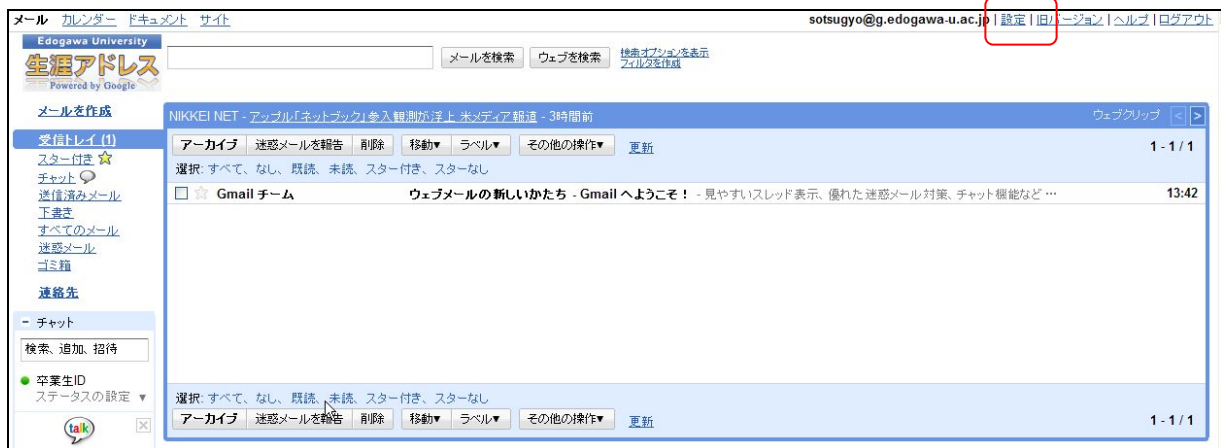 メール カレンダー ドキュメント サイト sotsugyo@g.edogawa-u.ac.jp | 設定 | 旧バージョン | ヘルプ | ログアウト
Edogawa University
生涯アドレス
Powered by Google
メールを検索 ウェブを検索 検索オプションを表示
フィルタを作成
メールを作成
NIKKEI NET - アップル「ネットブック」参入観測が浮上 米メディア報道 - 3時間前 ウェブクリップ < >
受信トレイ (1)
スター付き
チャット
送信済みメール
下書き
すべてのメール
迷惑メール
ゴミ箱
連絡先
アーカイブ 迷惑メールを報告 削除 移動▼ ラベル▼ その他の操作▼ 更新 1 - 1 / 1
選択: すべて、なし、既読、未読、スター付き、スターなし
Gmail チーム ウェブメールの新しいかたち - Gmail へようこそ! - 見やすいスレッド表示、優れた迷惑メール対策、チャット機能など … 13:42
− チャット
検索、追加、招待
卒業生ID
ステータスの設定 ▼
talk
選択: すべて、なし、既読、未読、スター付き、スターなし
アーカイブ 迷惑メールを報告 削除 移動▼ ラベル▼ その他の操作▼ 更新 1 - 1 / 1